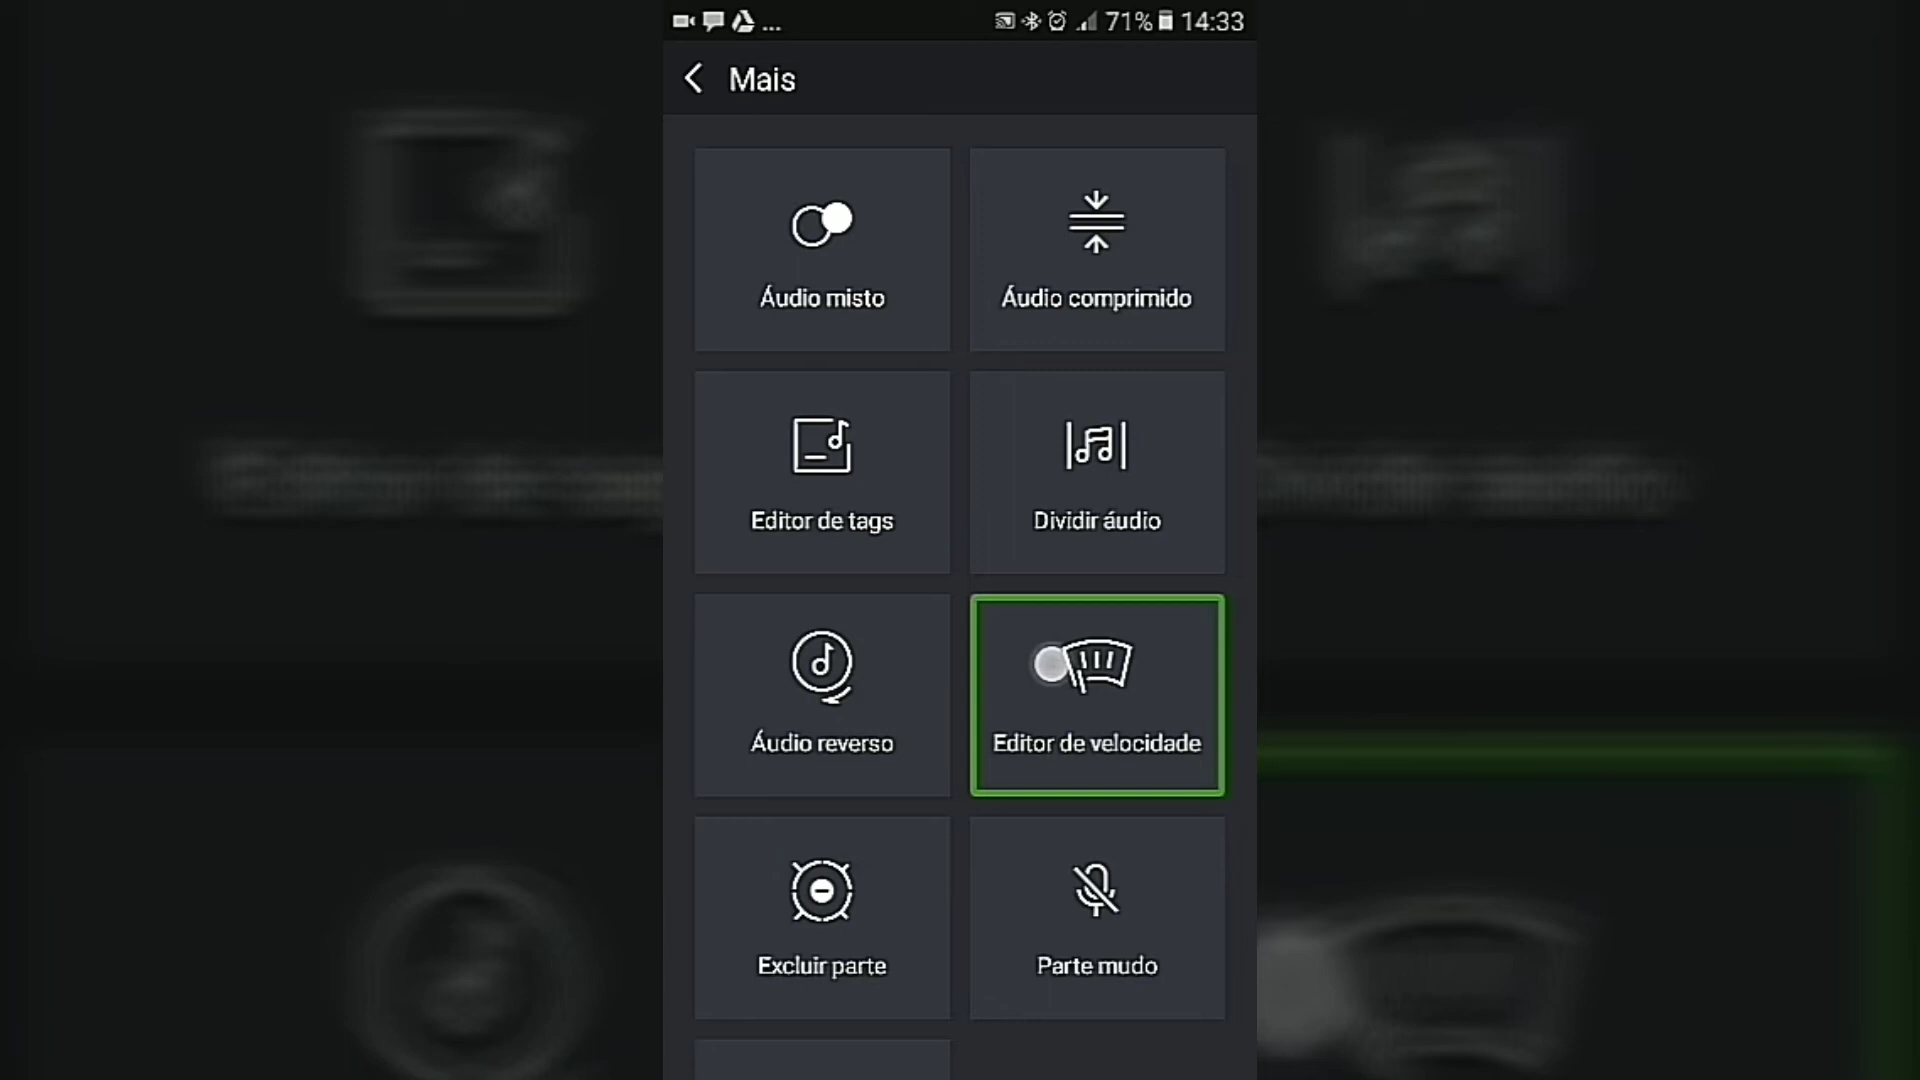 ... 71% 14:33
Mais
Áudio misto
Áudio comprimido
Editor de tags
Dividir áudio
Áudio reverso
Editor de velocidade
Excluir parte
Parte mudo